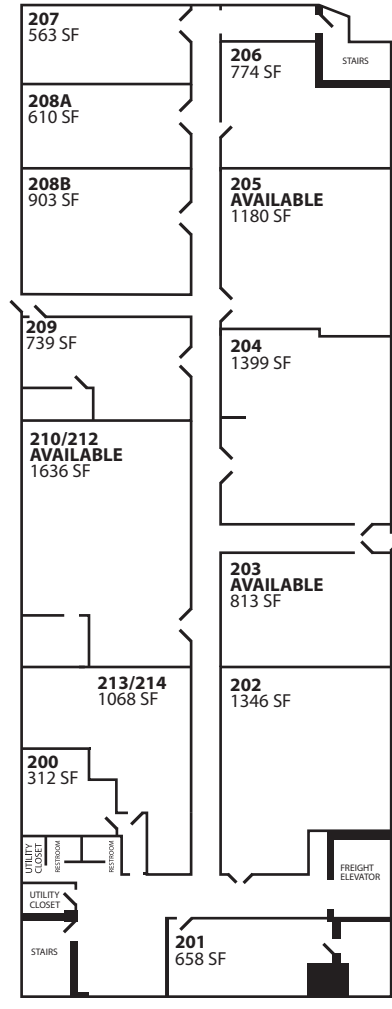 207
563 SF
206
774 SF
STAIRS
208A
610 SF
208B
903 SF
205
AVAILABLE
1180 SF
209
739 SF
204
1399 SF
210/212
AVAILABLE
1636 SF
203
AVAILABLE
813 SF
213/214
1068 SF
202
1346 SF
200
312 SF
UTILITY
CLOSET
RESTROOM
RESTROOM
FREIGHT
ELEVATOR
UTILITY
CLOSET
STAIRS
201
658 SF